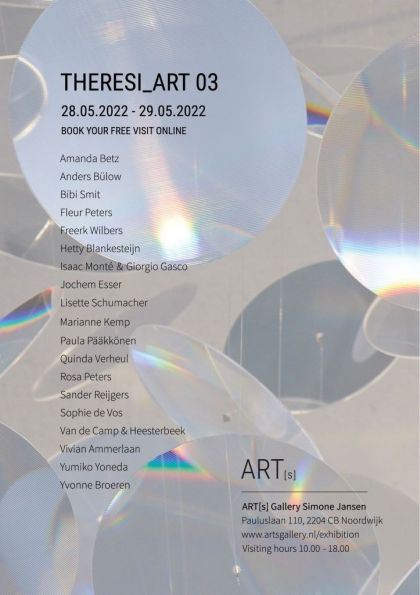 THERESI_ART 03
28.05.2022 - 29.05.2022
BOOK YOUR FREE VISIT ONLINE
Amanda Betz
Anders Bülow
Bibi Smit
Fleur Peters
Freerk Wilbers
Hetty Blankesteijn
Isaac Monté & Giorgio Gasco
Jochem Esser
Lisette Schumacher
Marianne Kemp
Paula Pääkkönen
Quinda Verheul
Rosa Peters
Sander Reijgers
Sophie de Vos
Van de Camp & Heesterbeek
Vivian Ammerlaan
Yumiko Yoneda
Yvonne Broeren
ART[s]
ART[s] Gallery Simone Jansen
Pauluslaan 110, 2204 CB Noordwijk
www.artsgallery.nl/exhibition
Visiting hours 10.00 - 18.00